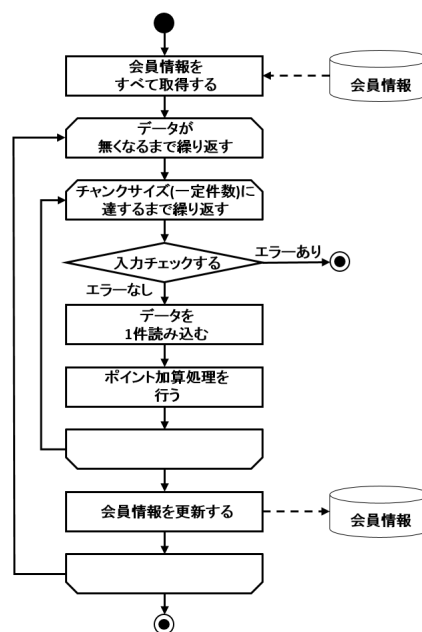 会員情報を
すべて取得する
会員情報
データが
無くなるまで繰り返す
チャンクサイズ(一定件数)に
達するまで繰り返す
入力チェックする
エラーあり
エラーなし
データを
1件読み込む
ポイント加算処理を
行う
会員情報を更新する
会員情報